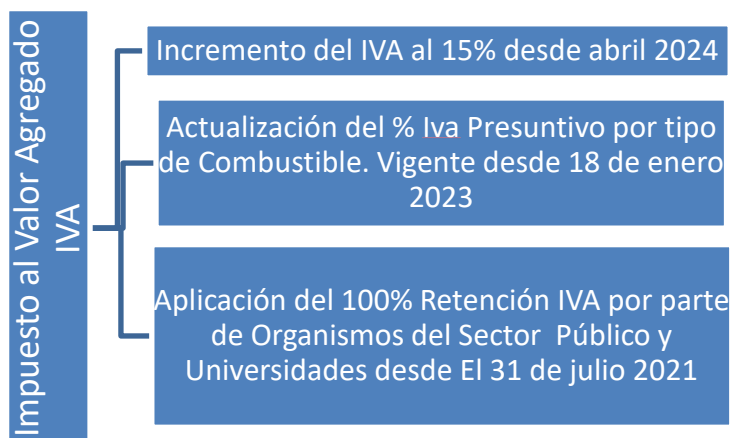 Impuesto al Valor Agregado
IVA
Incremento del IVA al 15% desde abril 2024
Actualización del % Iva Presuntivo por tipo
de Combustible. Vigente desde 18 de enero
2023
Aplicación del 100% Retención IVA por parte
de Organismos del Sector Público y
Universidades desde El 31 de julio 2021